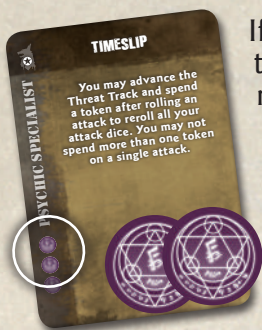 TIMESLIP
You may advance the
Threat Track and spend
a token after rolling an
attack to reroll all your
attack dice. You may not
spend more than one token
on a single attack.
PSYCHIC SPECIALIST
If
t